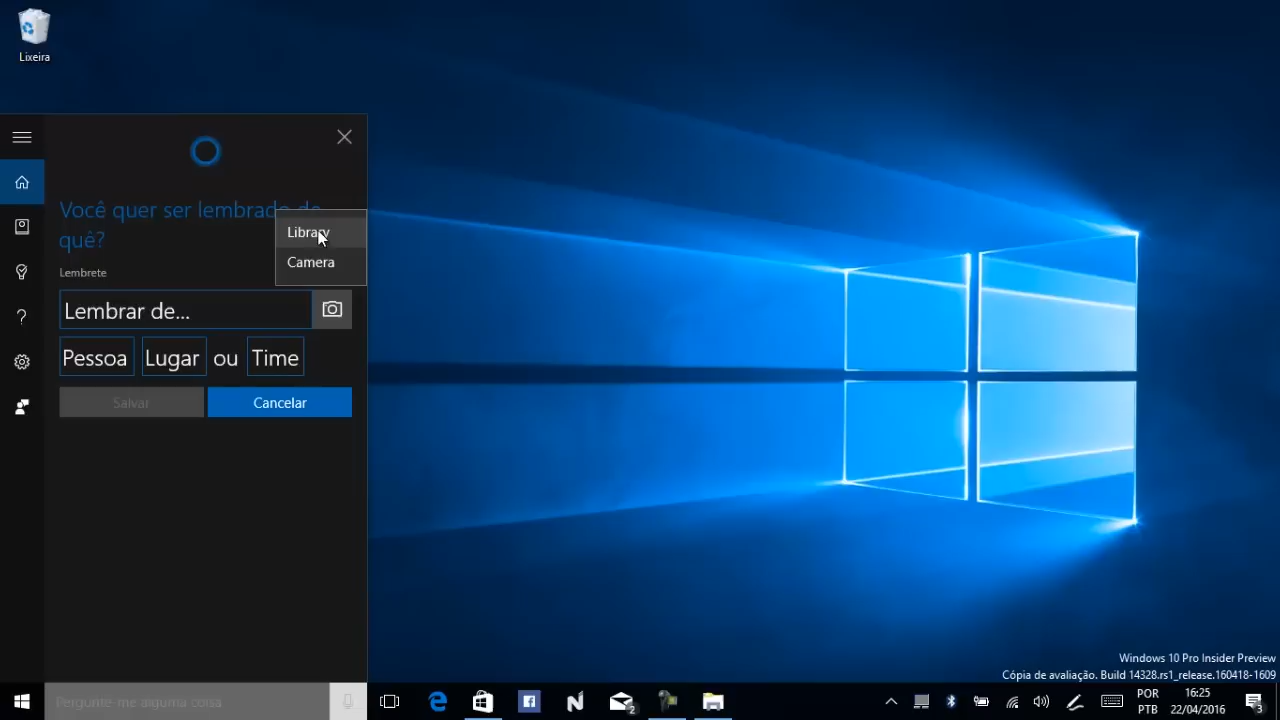 Lixeira
Você quer ser lembrado de
quê?
Library
Camera
Lembrete
Lembrar de...
Pessoa Lugar ou Time
Salvar Cancelar
Windows 10 Pro Insider Preview
Cópia de avaliação. Build 14328.rs1_release.160418-1609
Pergunte-me alguma coisa
2
POR
PTB
16:25
22/04/2016
3